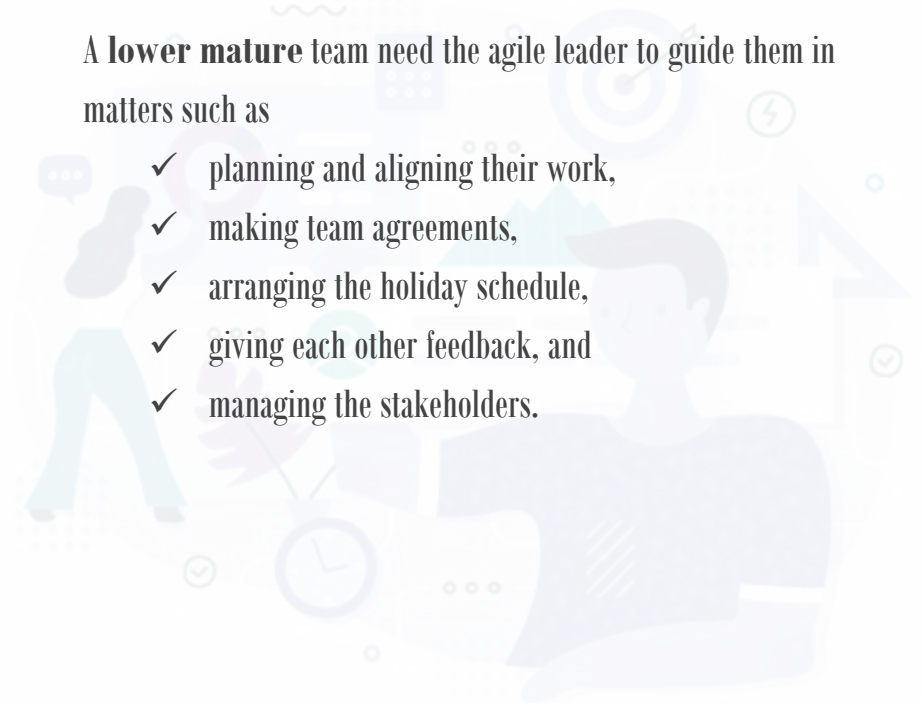 A lower mature team need the agile leader to guide them in
matters such as
✓ planning and aligning their work,
✓ making team agreements,
✓ arranging the holiday schedule,
✓ giving each other feedback, and
✓ managing the stakeholders.